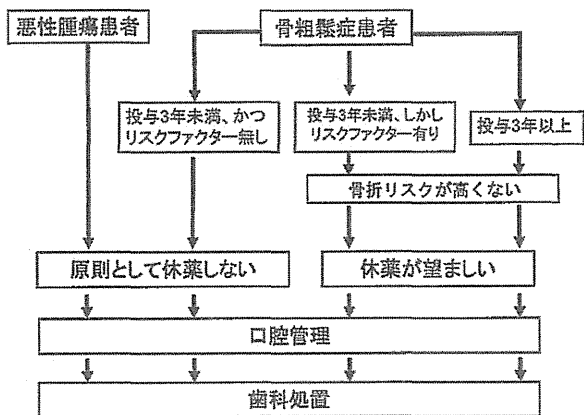 悪性腫瘍患者
骨粗鬆症患者
投与3年未満、かつ
リスクファクター無し
投与3年未満、しかし
リスクファクター有り
投与3年以上
骨折リスクが高くない
原則として休薬しない
休薬が望ましい
口腔管理
歯科処置